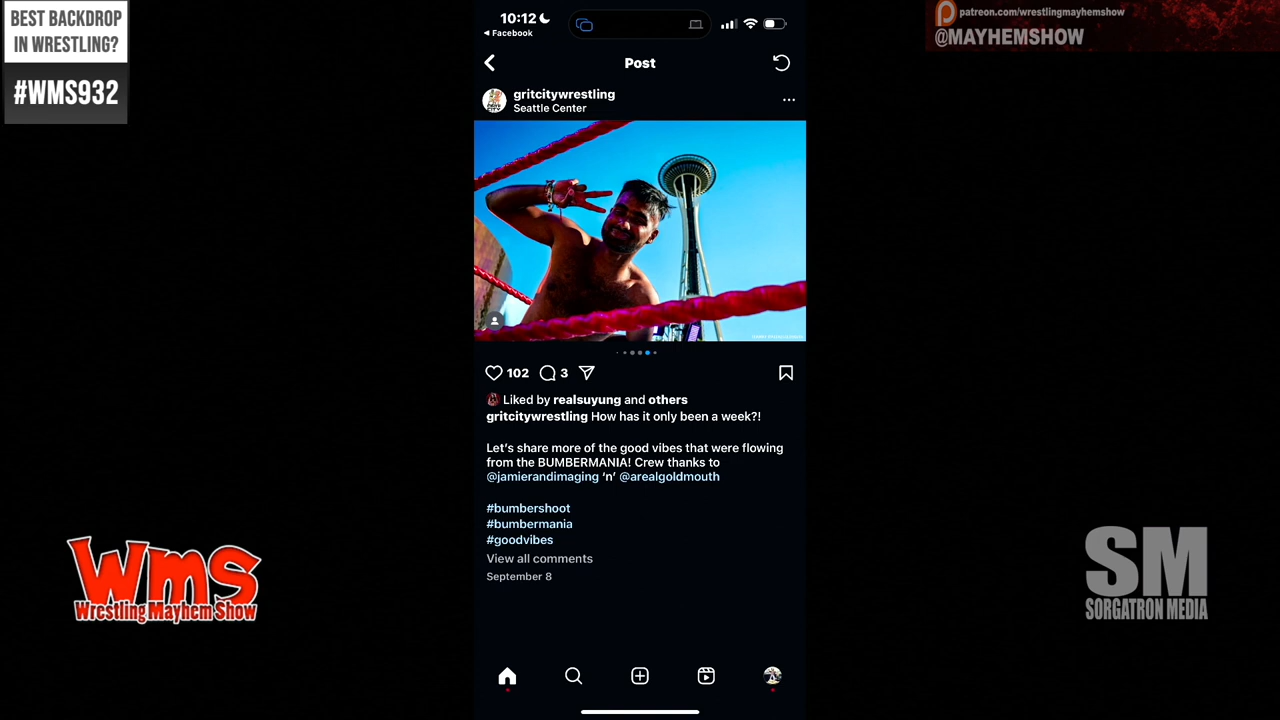 BEST BACKDROP
IN WRESTLING?
#WMS932
patreon.com/wrestlingmayhemshow
@MAYHEMSHOW
10:12
Facebook
Post
gritcitywrestling
Seattle Center
102
3
Liked by realsuyung and others
gritcitywrestling How has it only been a week?!
Let's share more of the good vibes that were flowing
from the BUMBERMANIA! Crew thanks to
@jamierandimaging 'n' @arealgoldmouth
#bumbershoot
#bumbermania
#goodvibes
View all comments
September 8
wms
Wrestling Mayhem Show
SM
SORGATRON MEDIA